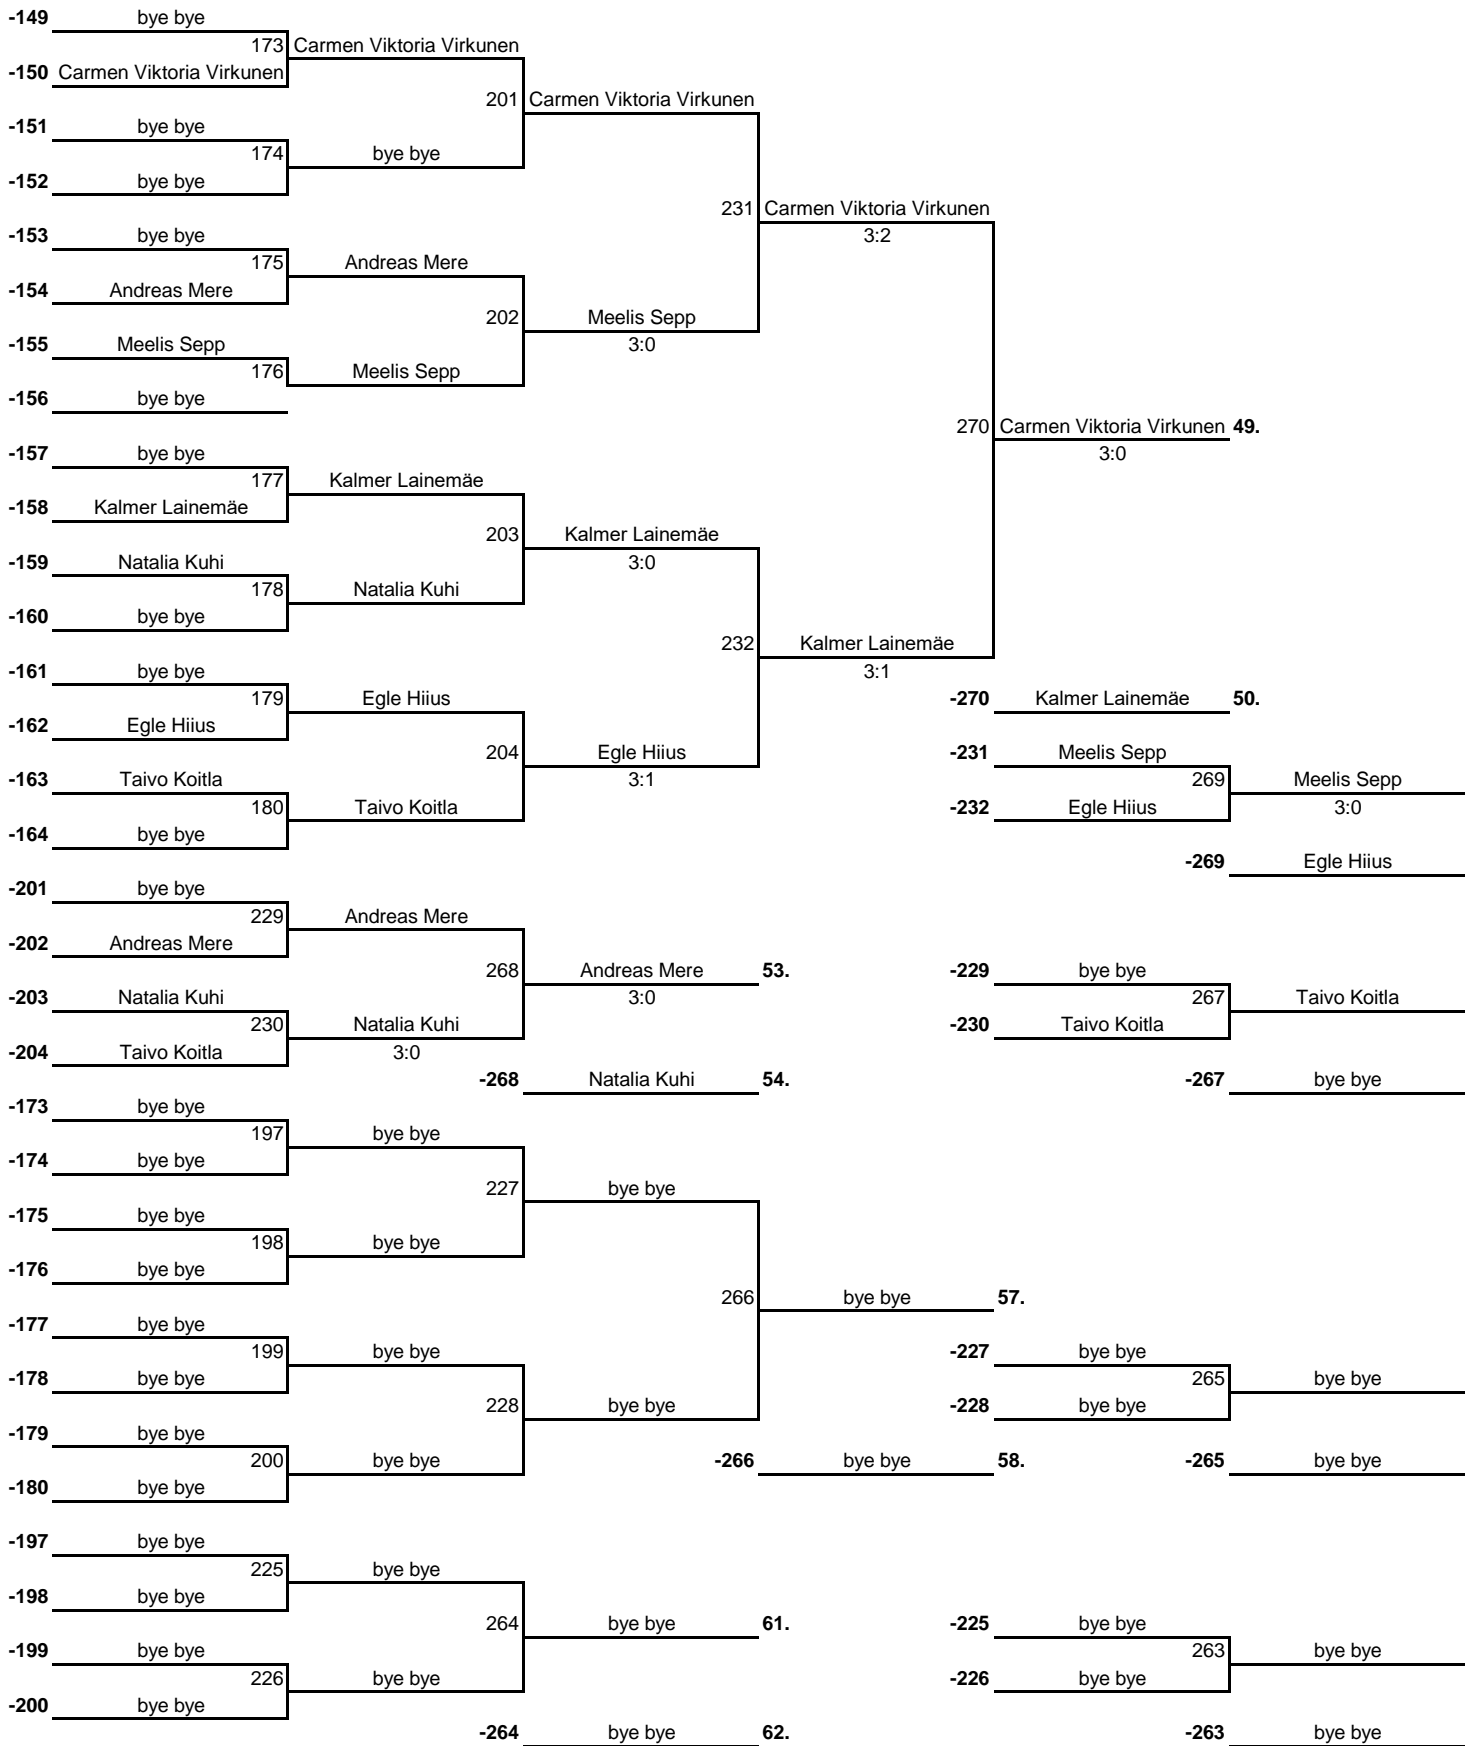 -149 bye bye
173 Carmen Viktoria Virkunen
-150 Carmen Viktoria Virkunen
201 Carmen Viktoria Virkunen
-151 bye bye
174 bye bye
-152 bye bye
231 Carmen Viktoria Virkunen
-153 bye bye 3:2
175 Andreas Mere
-154 Andreas Mere
202 Meelis Sepp
-155 Meelis Sepp 3:0
176 Meelis Sepp
-156 bye bye
270 Carmen Viktoria Virkunen 49.
-157 bye bye 3:0
177 Kalmer Lainemäe
-158 Kalmer Lainemäe
203 Kalmer Lainemäe
-159 Natalia Kuhi 3:0
178 Natalia Kuhi
-160 bye bye
232 Kalmer Lainemäe
-161 bye bye 3:1
179 Egle Hiius -270 Kalmer Lainemäe 50.
-162 Egle Hiius
204 Egle Hiius -231 Meelis Sepp
-163 Taivo Koitla 3:1 269 Meelis Sepp
180 Taivo Koitla -232 Egle Hiius 3:0
-164 bye bye
-269 Egle Hiius
-201 bye bye
229 Andreas Mere
-202 Andreas Mere
268 Andreas Mere 53. -229 bye bye
-203 Natalia Kuhi 3:0 267 Taivo Koitla
230 Natalia Kuhi -230 Taivo Koitla
-204 Taivo Koitla 3:0
-268 Natalia Kuhi 54. -267 bye bye
-173 bye bye
197 bye bye
-174 bye bye
227 bye bye
-175 bye bye
198 bye bye
-176 bye bye
266 bye bye 57.
-177 bye bye
199 bye bye -227 bye bye
-178 bye bye 265 bye bye
228 bye bye -228 bye bye
-179 bye bye
200 bye bye -266 bye bye 58. -265 bye bye
-180 bye bye
-197 bye bye
225 bye bye
-198 bye bye
264 bye bye 61. -225 bye bye
-199 bye bye 263 bye bye
226 bye bye -226 bye bye
-200 bye bye
-264 bye bye 62. -263 bye bye